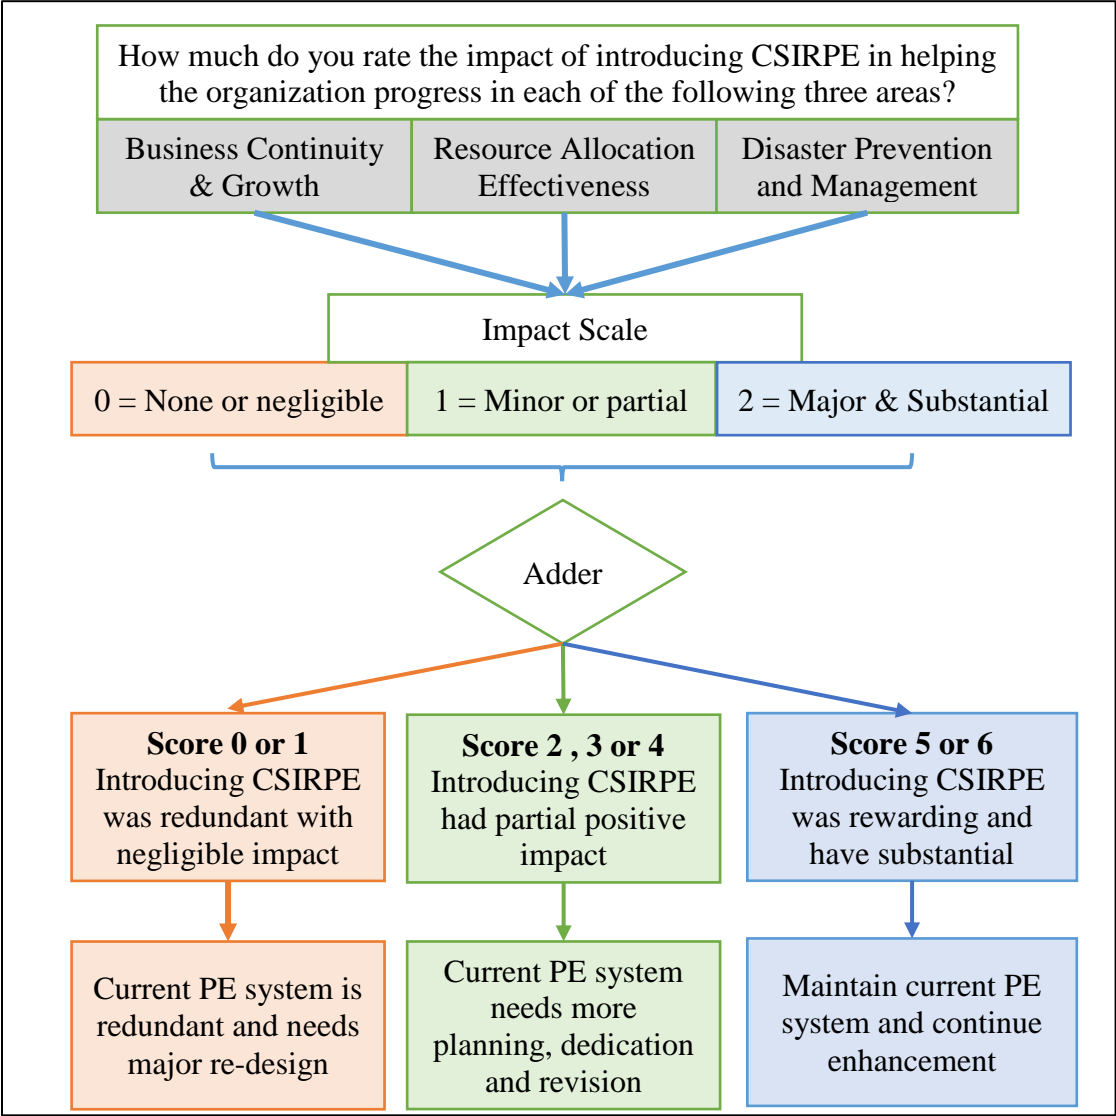 How much do you rate the impact of introducing CSIRPE in helping
the organization progress in each of the following three areas?
Business Continuity
& Growth
Resource Allocation
Effectiveness
Disaster Prevention
and Management
Impact Scale
0 = None or negligible
1 = Minor or partial
2 = Major & Substantial
Adder
Score 0 or 1
Introducing CSIRPE
was redundant with
negligible impact
Score 2 , 3 or 4
Introducing CSIRPE
had partial positive
impact
Score 5 or 6
Introducing CSIRPE
was rewarding and
have substantial
Current PE system is
redundant and needs
major re-design
Current PE system
needs more
planning, dedication
and revision
Maintain current PE
system and continue
enhancement